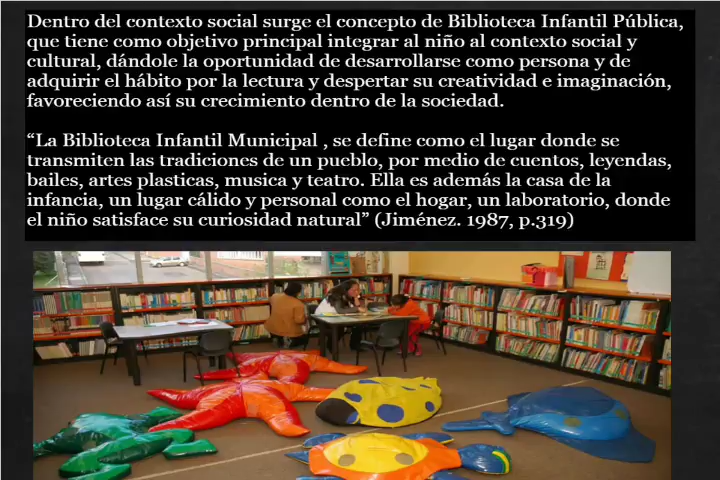 Dentro del contexto social surge el concepto de Biblioteca Infantil Pública,
que tiene como objetivo principal integrar al niño al contexto social y
cultural, dándole la oportunidad de desarrollarse como persona y de
adquirir el hábito por la lectura y despertar su creatividad e imaginación,
favoreciendo así su crecimiento dentro de la sociedad.
“La Biblioteca Infantil Municipal , se define como el lugar donde se
transmiten las tradiciones de un pueblo, por medio de cuentos, leyendas,
bailes, artes plasticas, musica y teatro. Ella es además la casa de la
infancia, un lugar cálido y personal como el hogar, un laboratorio, donde
el niño satisface su curiosidad natural” (Jiménez. 1987, p.319)